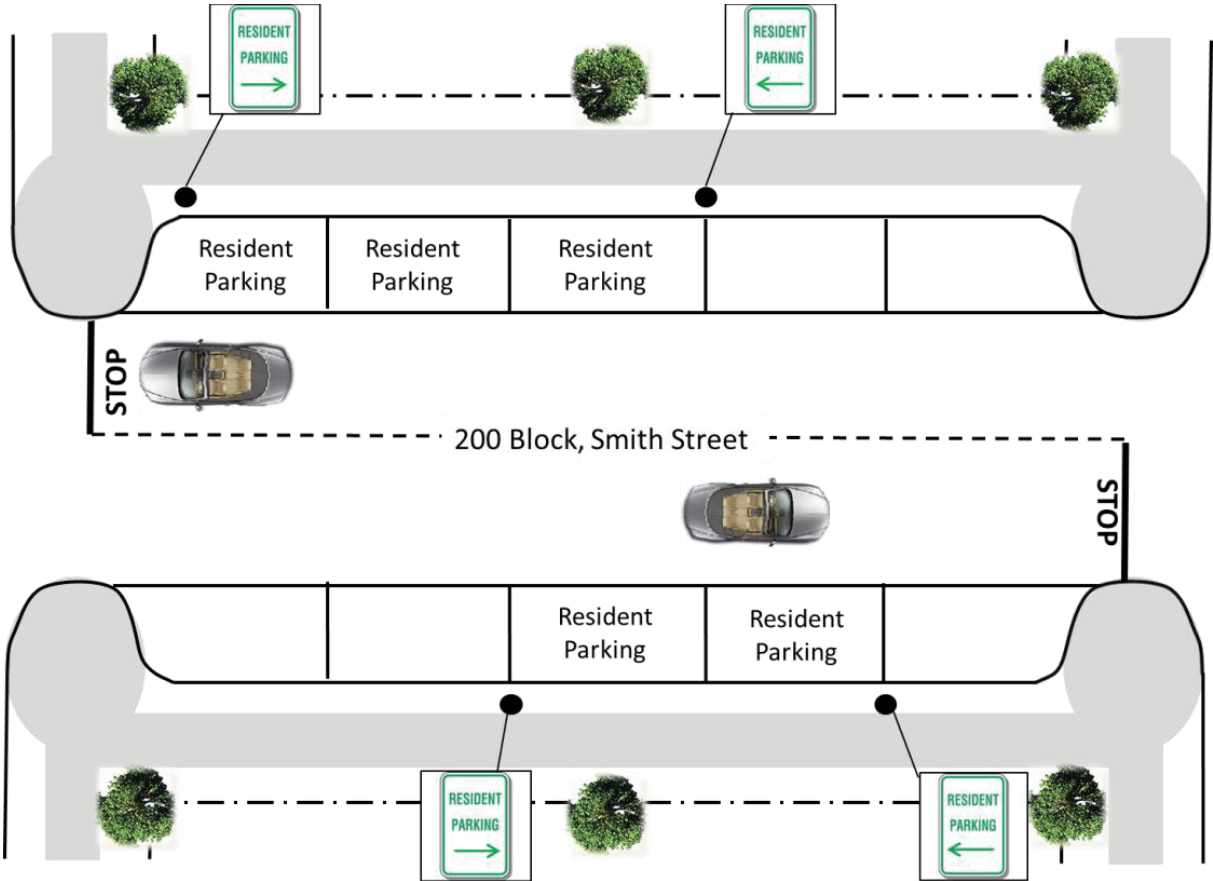 RESIDENT
PARKING
RESIDENT
PARKING
Resident
Parking
Resident
Parking
Resident
Parking
STOP
200 Block, Smith Street
STOP
Resident
Parking
Resident
Parking
RESIDENT
PARKING
RESIDENT
PARKING